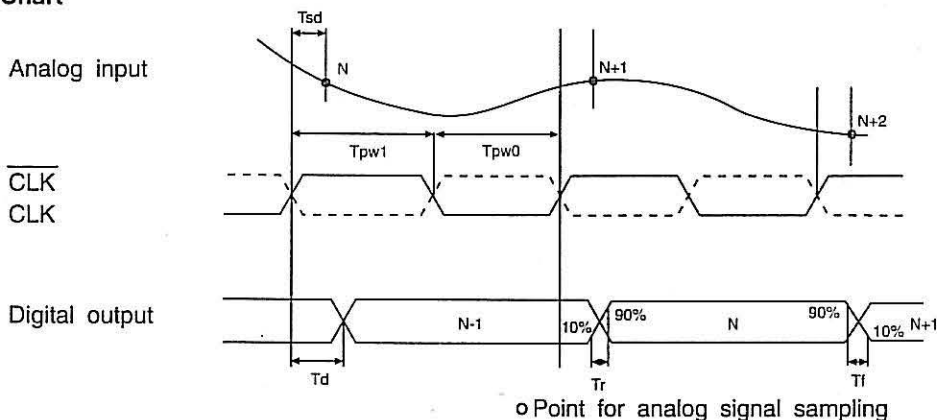 Tsd
Analog input
N
N+1
N+2
Tpw1
Tpw0
CLK
CLK
Digital output
N-1
10%
90%
N
90%
10%
N+1
Td
Tr
Tf
Point for analog signal sampling